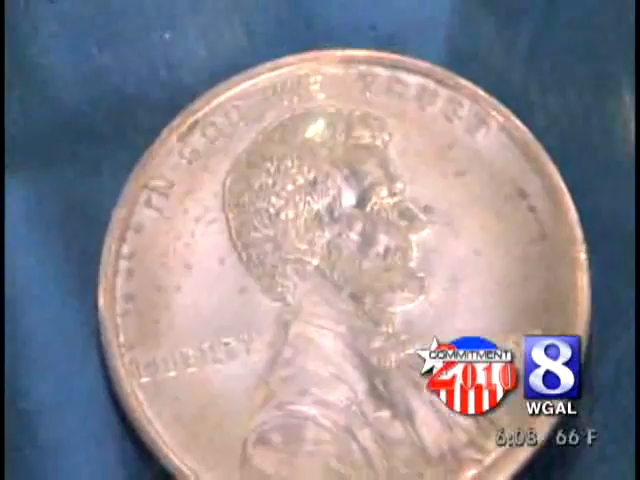 IN GOD WE TRUST
LIBERTY
COMMITMENT
2010
8
WGAL
6:08 66°F